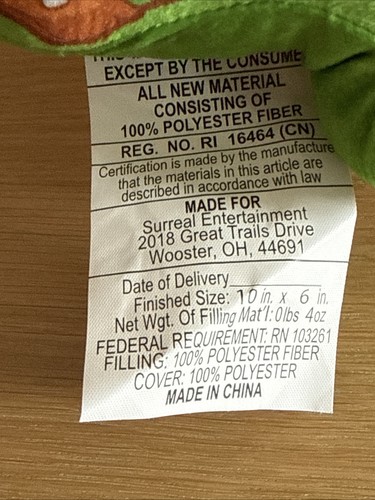 EXCEPT BY THE CONSUME
ALL NEW MATERIAL
CONSISTING OF
100% POLYESTER FIBER
REG. NO. RI 16464 (CN)
Certification is made by the manufacture
that the materials in this article are
described in accordance with law
MADE FOR
Surreal Entertainment
2018 Great Trails Drive
Wooster, OH, 44691
Date of Delivery
Finished Size: 10 in. x 6 in.
Net Wgt. Of Filling Mat'l: 0lbs 4oz
FEDERAL REQUIREMENT: RN 103261
FILLING: 100% POLYESTER FIBER
COVER: 100% POLYESTER
MADE IN CHINA